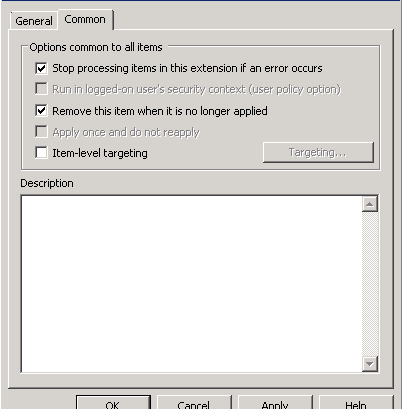 General
Common
Options common to all items
Stop processing items in this extension if an error occurs
Run in logged-on user's security context (user policy option)
Remove this item when it is no longer applied
Apply once and do not reapply
Item-level targeting
Targeting...
Description
OK
Cancel
Apply
Help